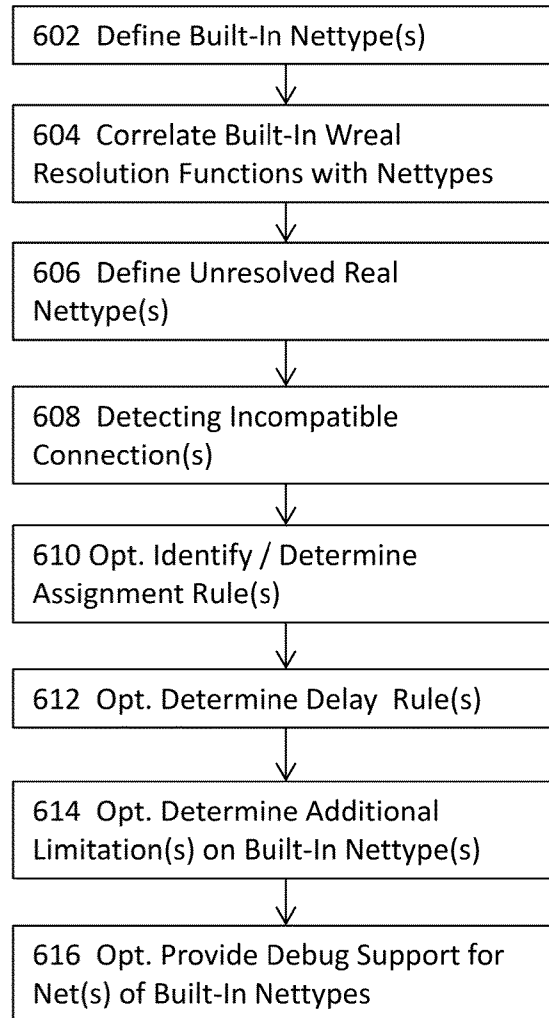 602 Define Built-In Nettype(s)
604 Correlate Built-In Wreal
Resolution Functions with Nettypes
606 Define Unresolved Real
Nettype(s)
608 Detecting Incompatible
Connection(s)
610 Opt. Identify / Determine
Assignment Rule(s)
612 Opt. Determine Delay Rule(s)
614 Opt. Determine Additional
Limitation(s) on Built-In Nettype(s)
616 Opt. Provide Debug Support for
Net(s) of Built-In Nettypes